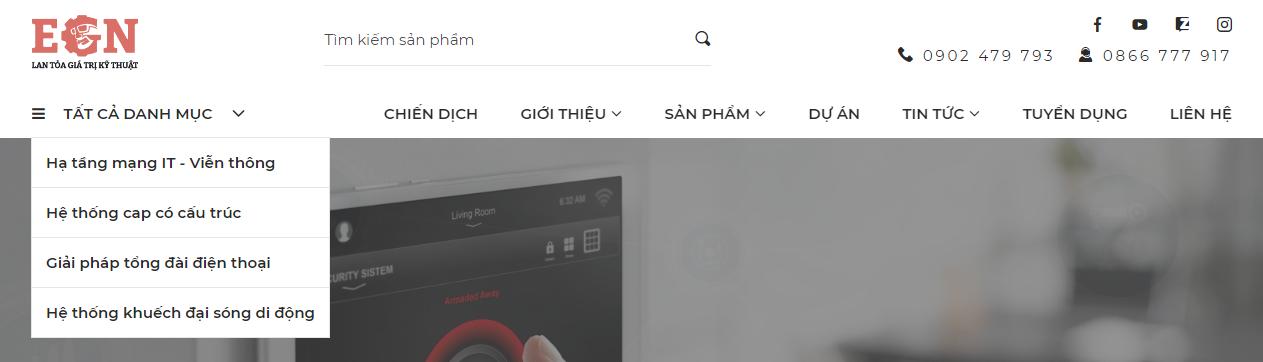 EGN
LAN TỎA GIÁ TRỊ KỸ THUẬT
Tìm kiếm sản phẩm
0902 479 793
0866 777 917
TẤT CẢ DANH MỤC
CHIẾN DỊCH
GIỚI THIỆU
SẢN PHẨM
DỰ ÁN
TIN TỨC
TUYỂN DỤNG
LIÊN HỆ
Hạ tầng mạng IT - Viễn thông
Hệ thống cap có cấu trúc
Giải pháp tổng đài điện thoại
Hệ thống khuếch đại sóng di động
Living Room
6:32 AM
CURITY SISTEM
Armaded Away